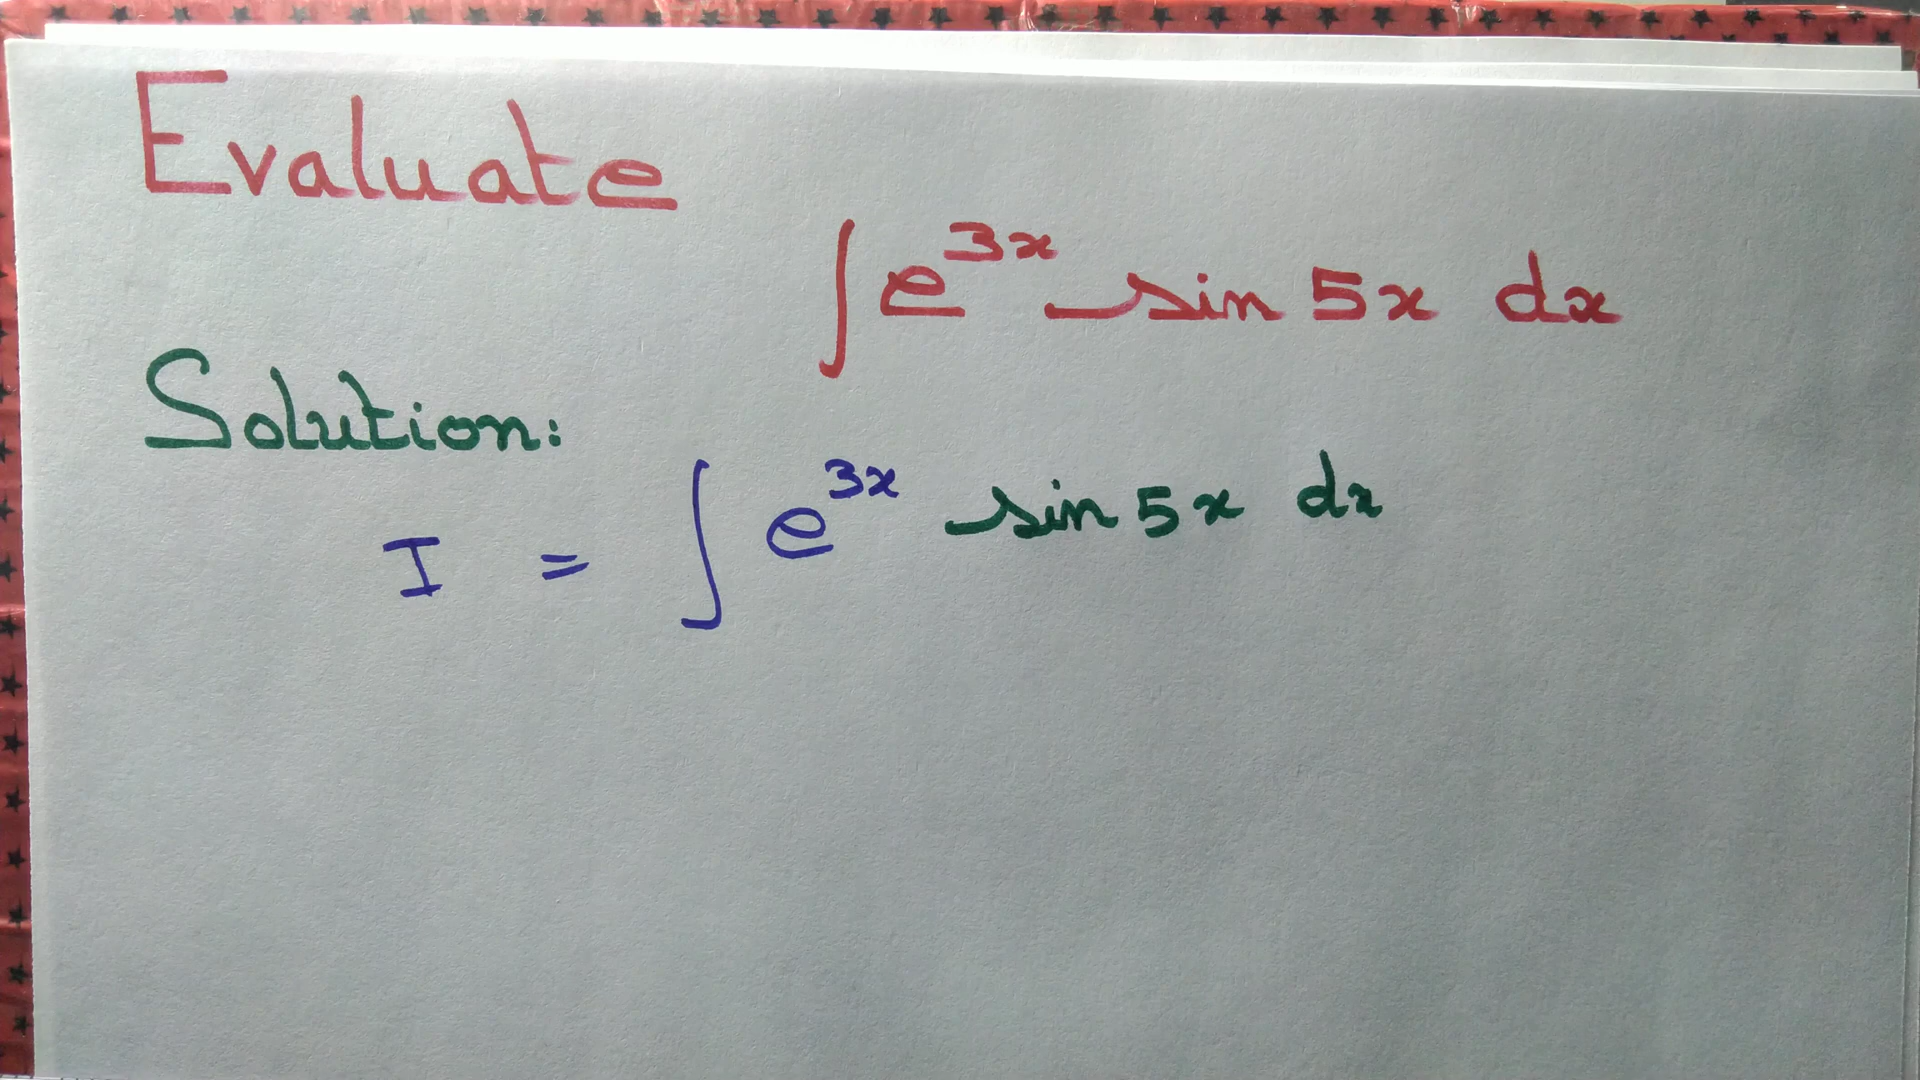 Evaluate
∫ e^{3x} sin 5x dx
Solution:
I = ∫ e^{3x} sin 5x dx